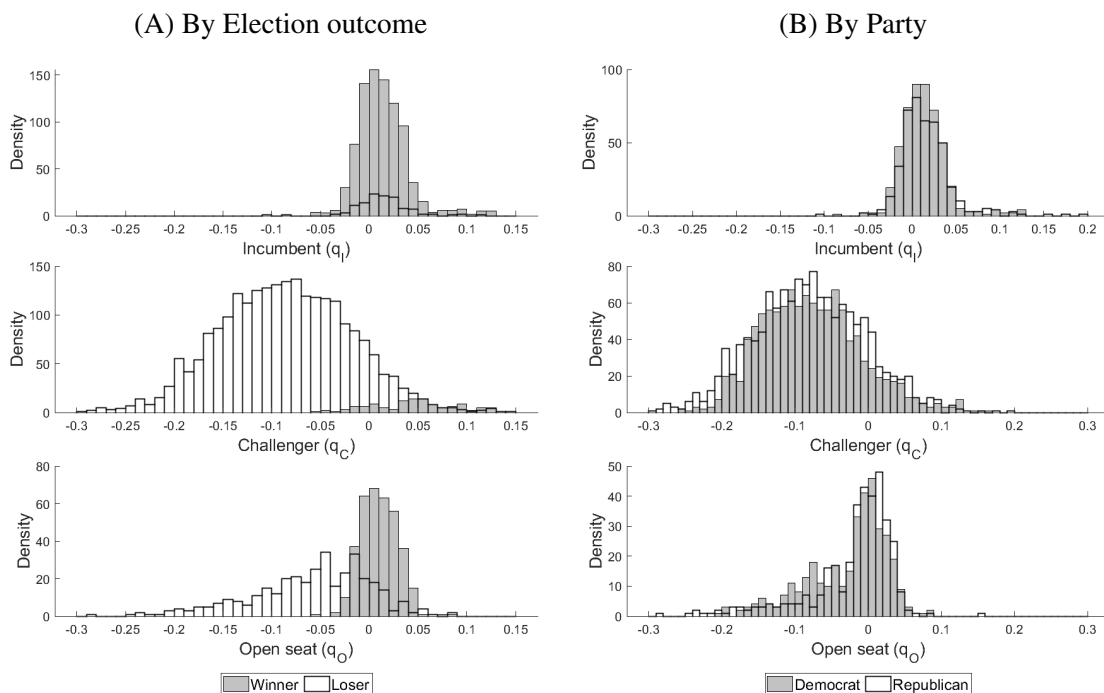 (A) By Election outcome
(B) By Party
150
100
50
0
Density
-0.3 -0.25 -0.2 -0.15 -0.1 -0.05 0 0.05 0.1 0.15
Incumbent (q_I)
100
50
0
Density
-0.3 -0.25 -0.2 -0.15 -0.1 -0.05 0 0.05 0.1 0.15 0.2
Incumbent (q_I)
150
100
50
0
Density
-0.3 -0.25 -0.2 -0.15 -0.1 -0.05 0 0.05 0.1 0.15
Challenger (q_C)
80
60
40
20
0
Density
-0.3 -0.2 -0.1 0 0.1 0.2 0.3
Challenger (q_C)
80
60
40
20
0
Density
-0.3 -0.25 -0.2 -0.15 -0.1 -0.05 0 0.05 0.1 0.15
Open seat (q_O)
50
40
30
20
10
0
Density
-0.3 -0.2 -0.1 0 0.1 0.2 0.3
Open seat (q_O)
Winner Loser
Democrat Republican